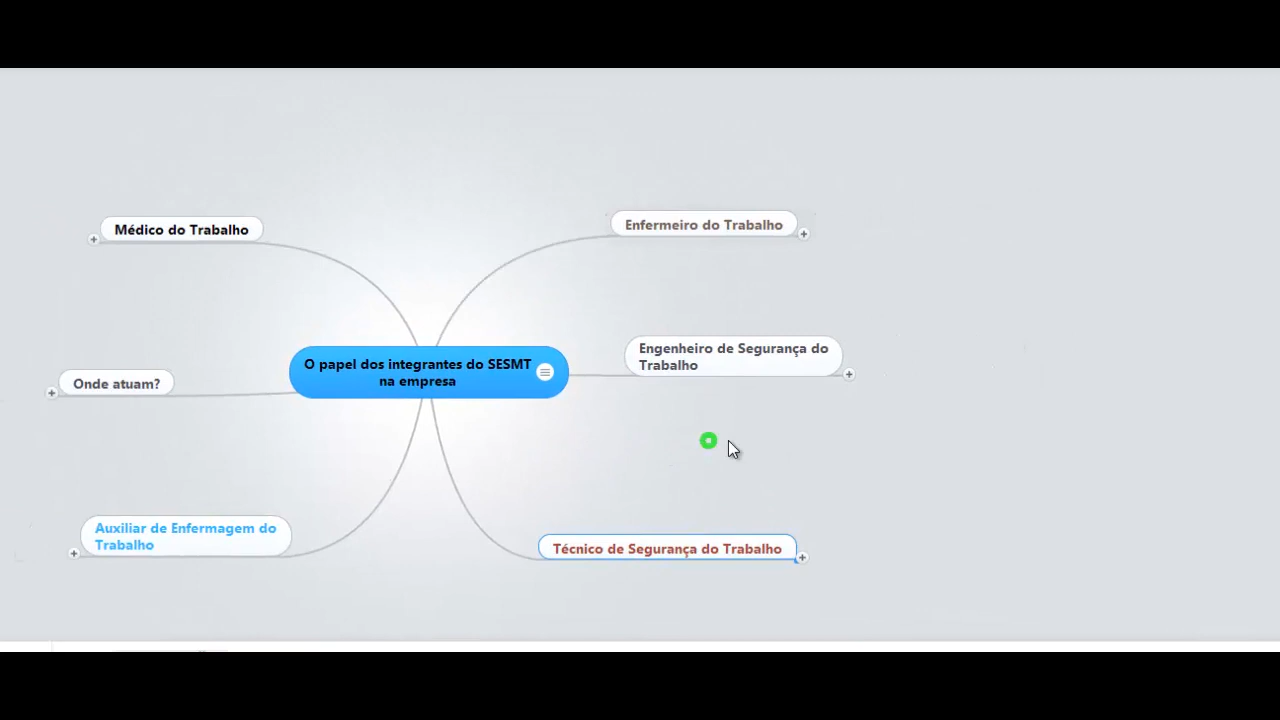 Médico do Trabalho
Enfermeiro do Trabalho
Engenheiro de Segurança do
Trabalho
O papel dos integrantes do SESMT
na empresa
Onde atuam?
Auxiliar de Enfermagem do
Trabalho
Técnico de Segurança do Trabalho